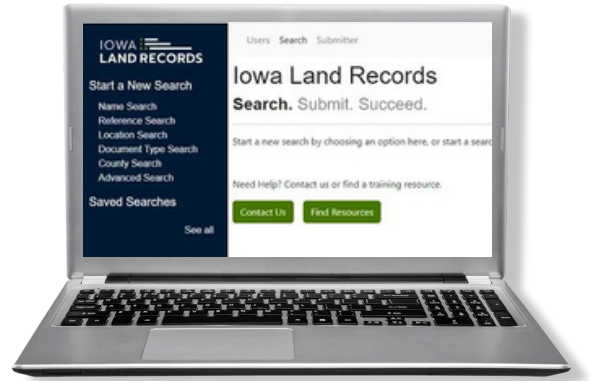 IOWA
LAND RECORDS
Start a New Search
Name Search
Reference Search
Location Search
Document Type Search
County Search
Advanced Search
Saved Searches
See all
Users Search Submitter
Iowa Land Records
Search. Submit. Succeed.
Start a new search by choosing an option here, or start a searc
Need Help? Contact us or find a training resource.
Contact Us Find Resources